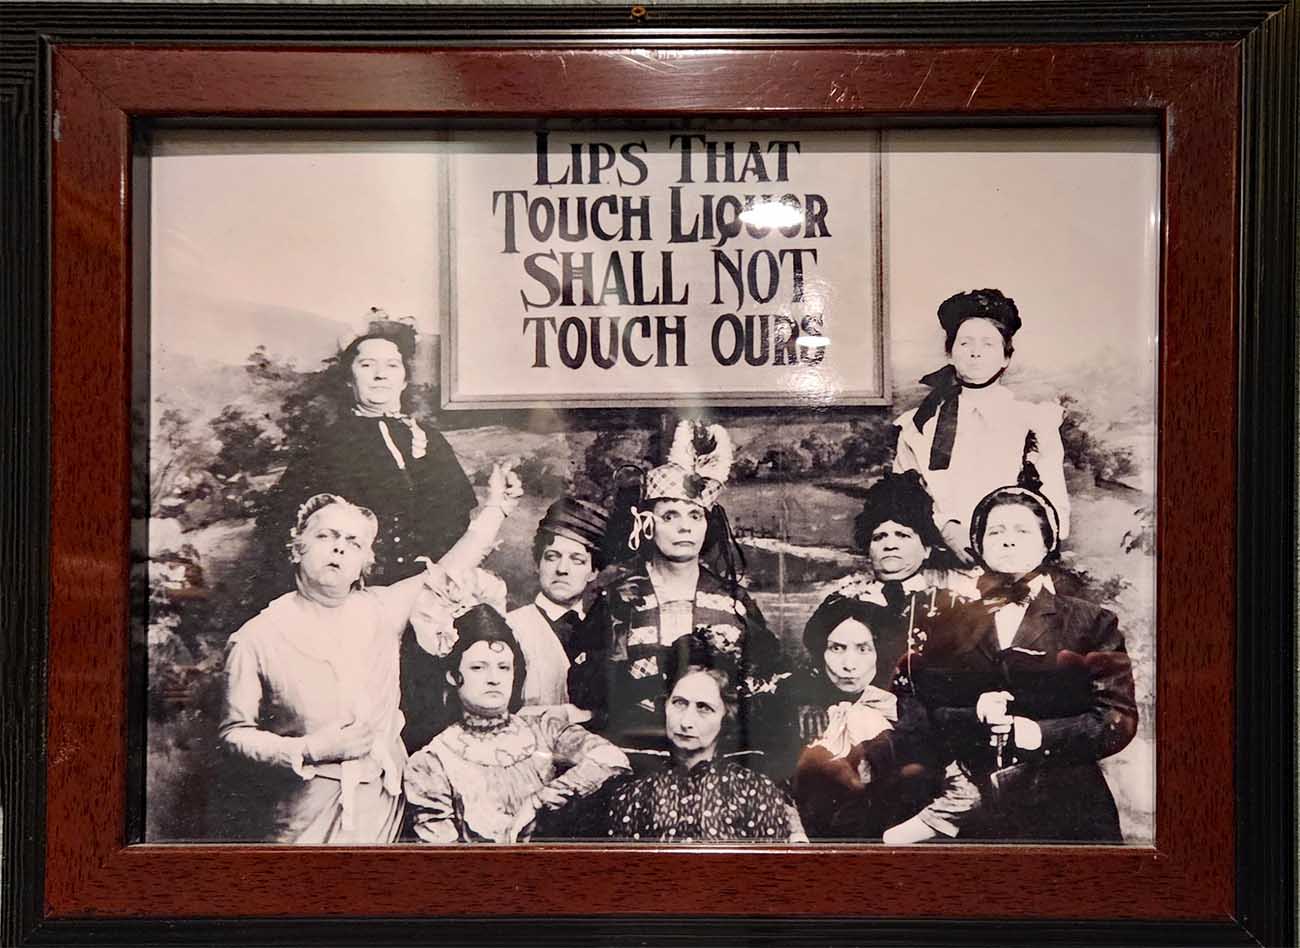 LIPS THAT
TOUCH LIQUOR
SHALL NOT
TOUCH OURS